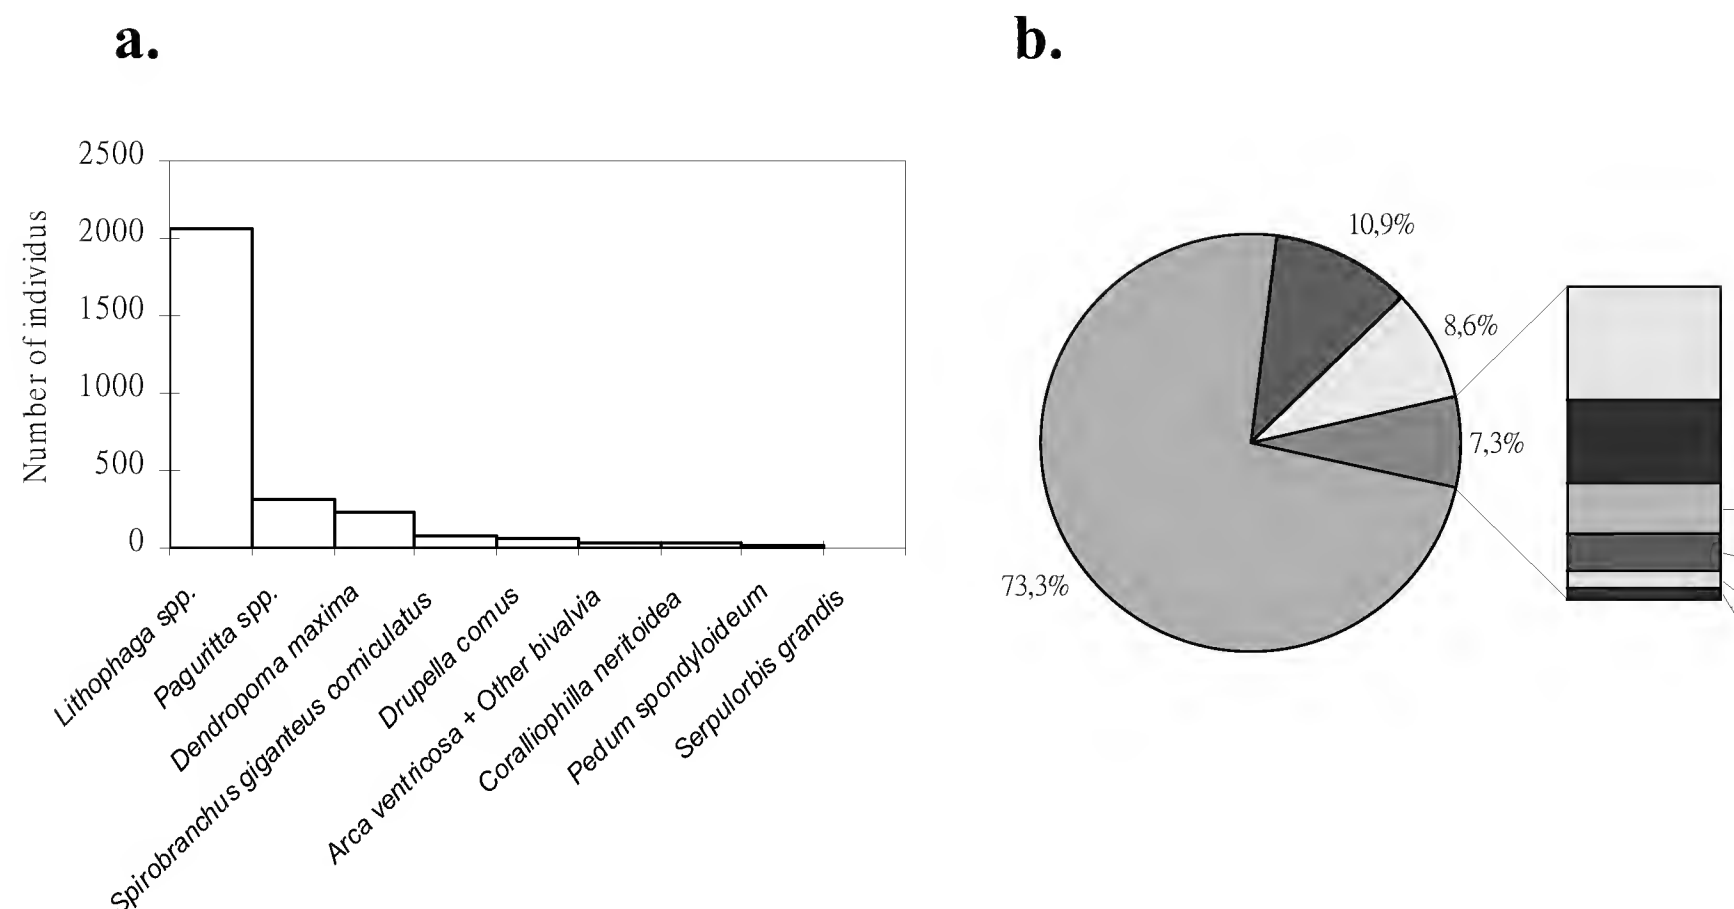 a.
b.
Number of individus
2500
2000
1500
1000
500
0
Lithophaga spp.
Paguritta spp.
Dendropoma maxima
Spirobranchus giganteus corniculatus
Drupella cornus
Arca ventricosa + Other bivalvia
Coralliophilla neritoidea
Pedum spondyloideum
Serpulorbis grandis
10,9%
8,6%
7,3%
73,3%